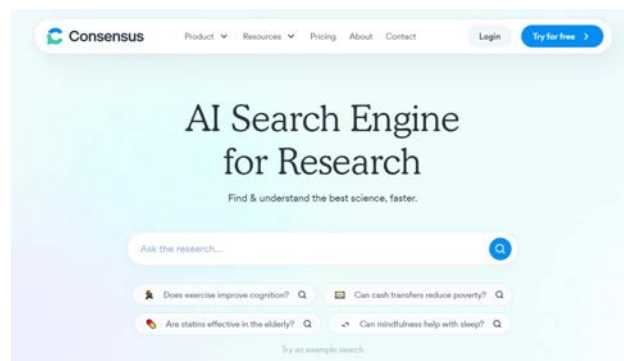 Consensus Product Resources Pricing About Contact Login Try for free
AI Search Engine
for Research
Find & understand the best science, faster.
Ask the research...
Does exercise improve cognition? Can cash transfers reduce poverty?
Are statins effective in the elderly? Can mindfulness help with sleep?
Try an example search